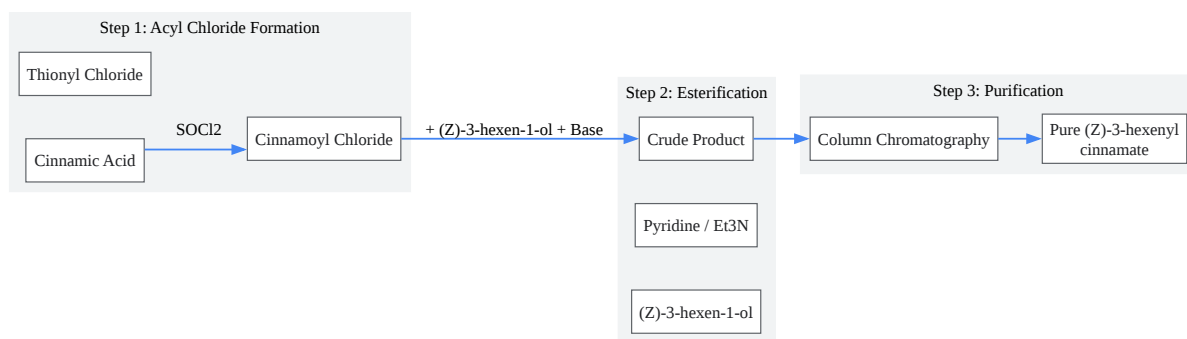 Step 1: Acyl Chloride Formation
Thionyl Chloride
Cinnamic Acid
SOCl2
Cinnamoyl Chloride
+ (Z)-3-hexen-1-ol + Base
Step 2: Esterification
Crude Product
Pyridine / Et3N
(Z)-3-hexen-1-ol
Step 3: Purification
Column Chromatography
Pure (Z)-3-hexenyl
cinnamate